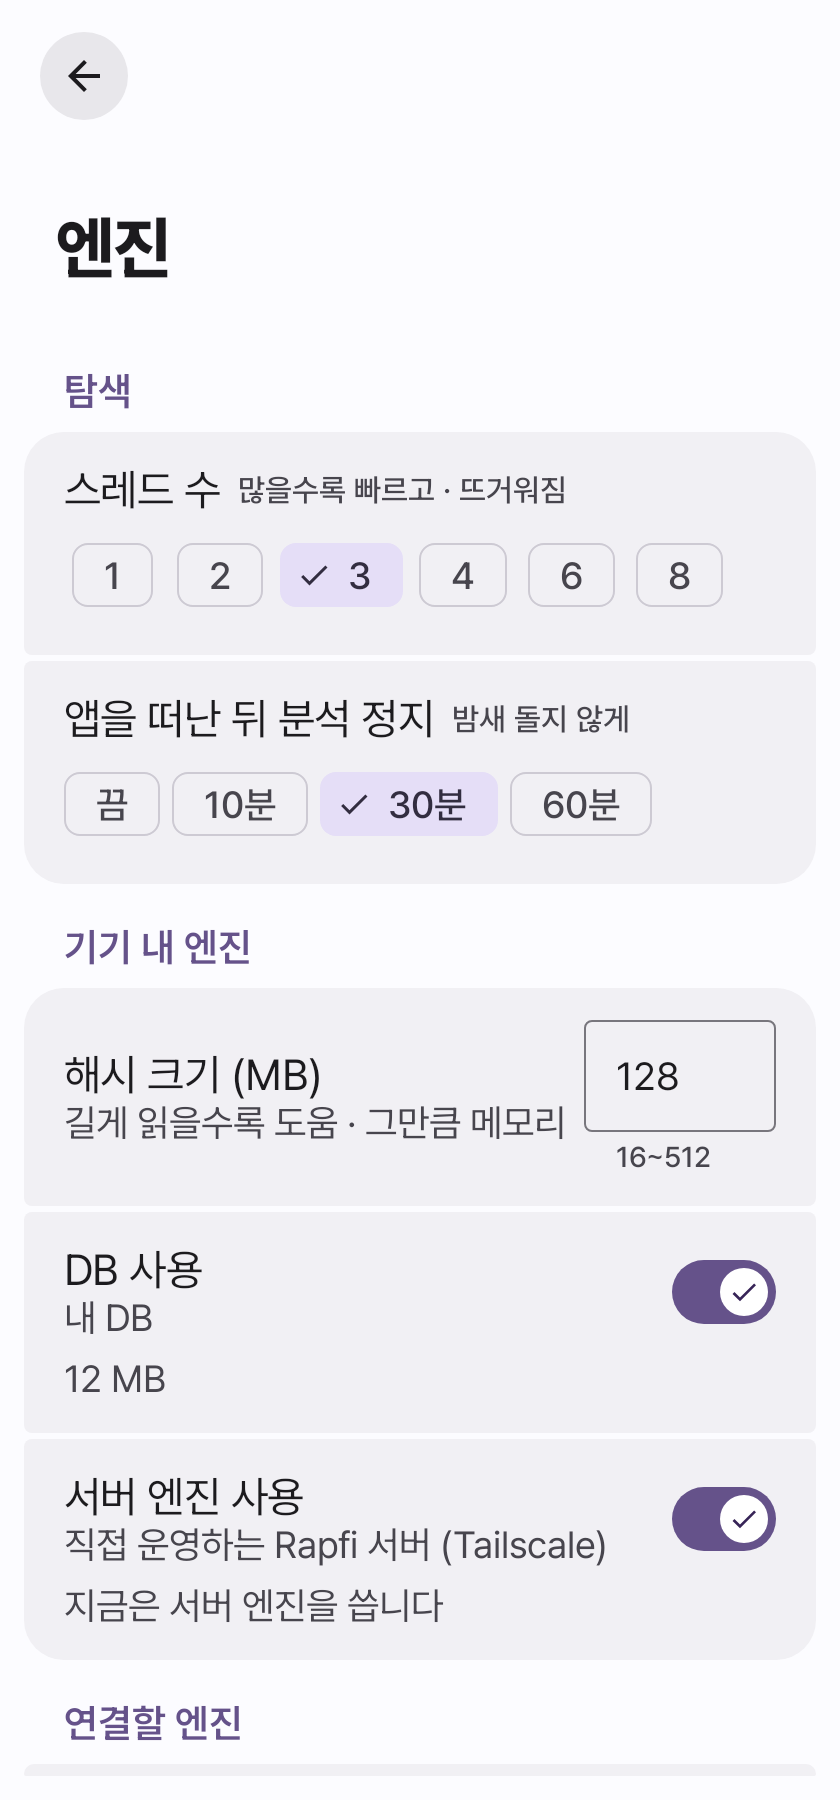 엔진
탐색
스레드 수 많을수록 빠르고 · 뜨거워짐
1 2 3 4 6 8
앱을 떠난 뒤 분석 정지 밤새 돌지 않게
끔 10분 30분 60분
기기 내 엔진
해시 크기 (MB)
길게 읽을수록 도움 · 그만큼 메모리
128
16~512
DB 사용
내 DB
12 MB
서버 엔진 사용
직접 운영하는 Rapfi 서버 (Tailscale)
지금은 서버 엔진을 씁니다
연결할 엔진